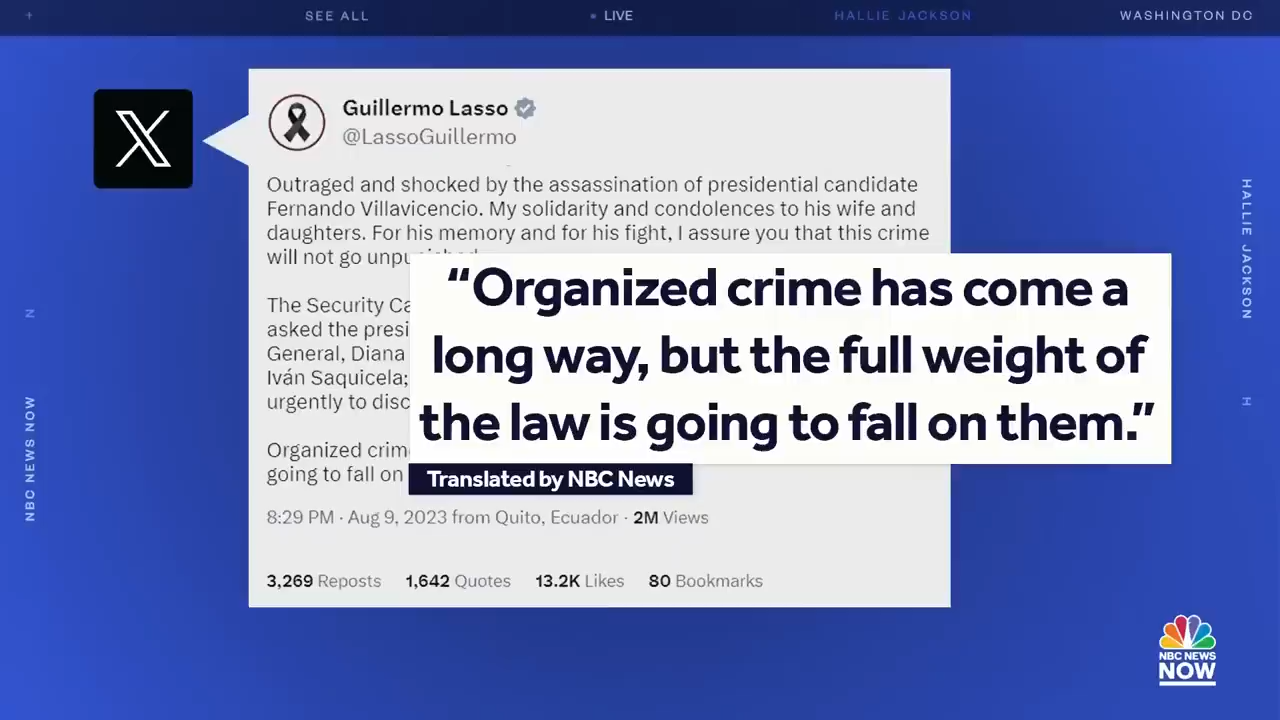 +
SEE ALL
LIVE
HALLIE JACKSON
WASHINGTON DC
X
Guillermo Lasso
@LassoGuillermo
Outraged and shocked by the assassination of presidential candidate
Fernando Villavicencio. My solidarity and condolences to his wife and
daughters. For his memory and for his fight, I assure you that this crime
will not go unpunished
The Security Ca
asked the presi
General, Diana
Iván Saquicela;
urgently to disc
Organized crim
going to fall on
“Organized crime has come a
long way, but the full weight of
the law is going to fall on them.”
Translated by NBC News
8:29 PM · Aug 9, 2023 from Quito, Ecuador · 2M Views
3,269 Reposts 1,642 Quotes 13.2K Likes 80 Bookmarks
N
NBC NEWS NOW
HALLIE JACKSON
H
NBC NEWS
NOW